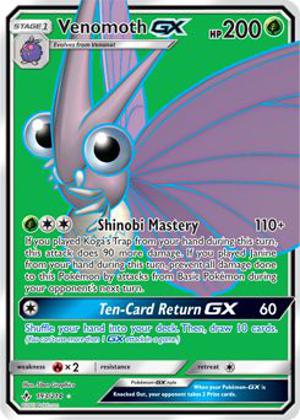 STAGE 1
Venomoth GX
HP 200
Evolves from Venonat
Shinobi Mastery 110+
If you played Koga's Trap from your hand during this turn,
this attack does 90 more damage. If you played Janine
from your hand during this turn, prevent all damage done
to this Pokémon by attacks from Basic Pokémon during
your opponent's next turn.
Ten-Card Return GX 60
Shuffle your hand into your deck. Then, draw 10 cards.
(You can't use more than 1 GX attack in a game.)
weakness ×2
resistance
retreat
Illus. 5ban Graphics
193/214
Pokémon-GX rule
When your Pokémon-GX is
Knocked Out, your opponent takes 2 Prize cards.